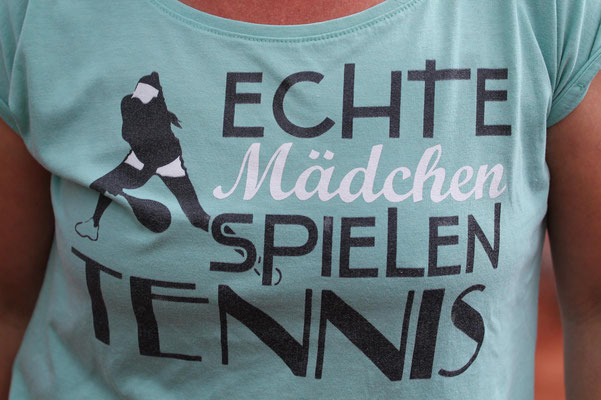 ECHTE
Mädchen
SPIELEN
TENNIS